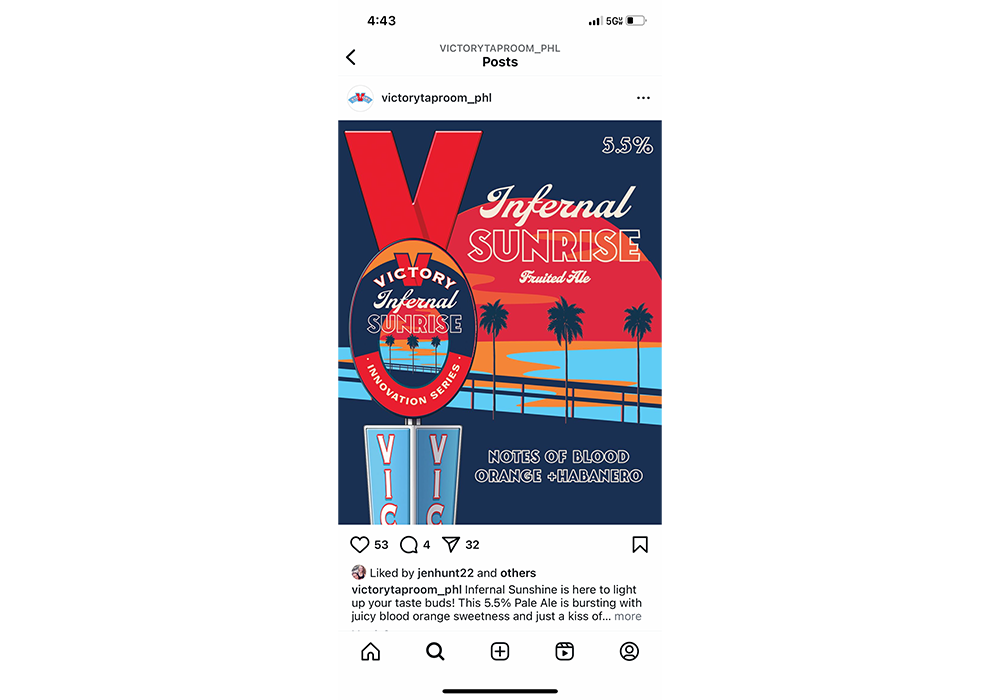 4:43
5G
VICTORYTAPROOM_PHL
Posts
victorytaproom_phl
5.5%
Infernal
SUNRISE
Fruited Ale
VICTORY
Infernal
SUNRISE
INNOVATION SERIES
VIC
VIC
NOTES OF BLOOD
ORANGE +HABANERO
53 4 32
Liked by jenhunt22 and others
victorytaproom_phl Infernal Sunshine is here to light
up your taste buds! This 5.5% Pale Ale is bursting with
juicy blood orange sweetness and just a kiss of... more